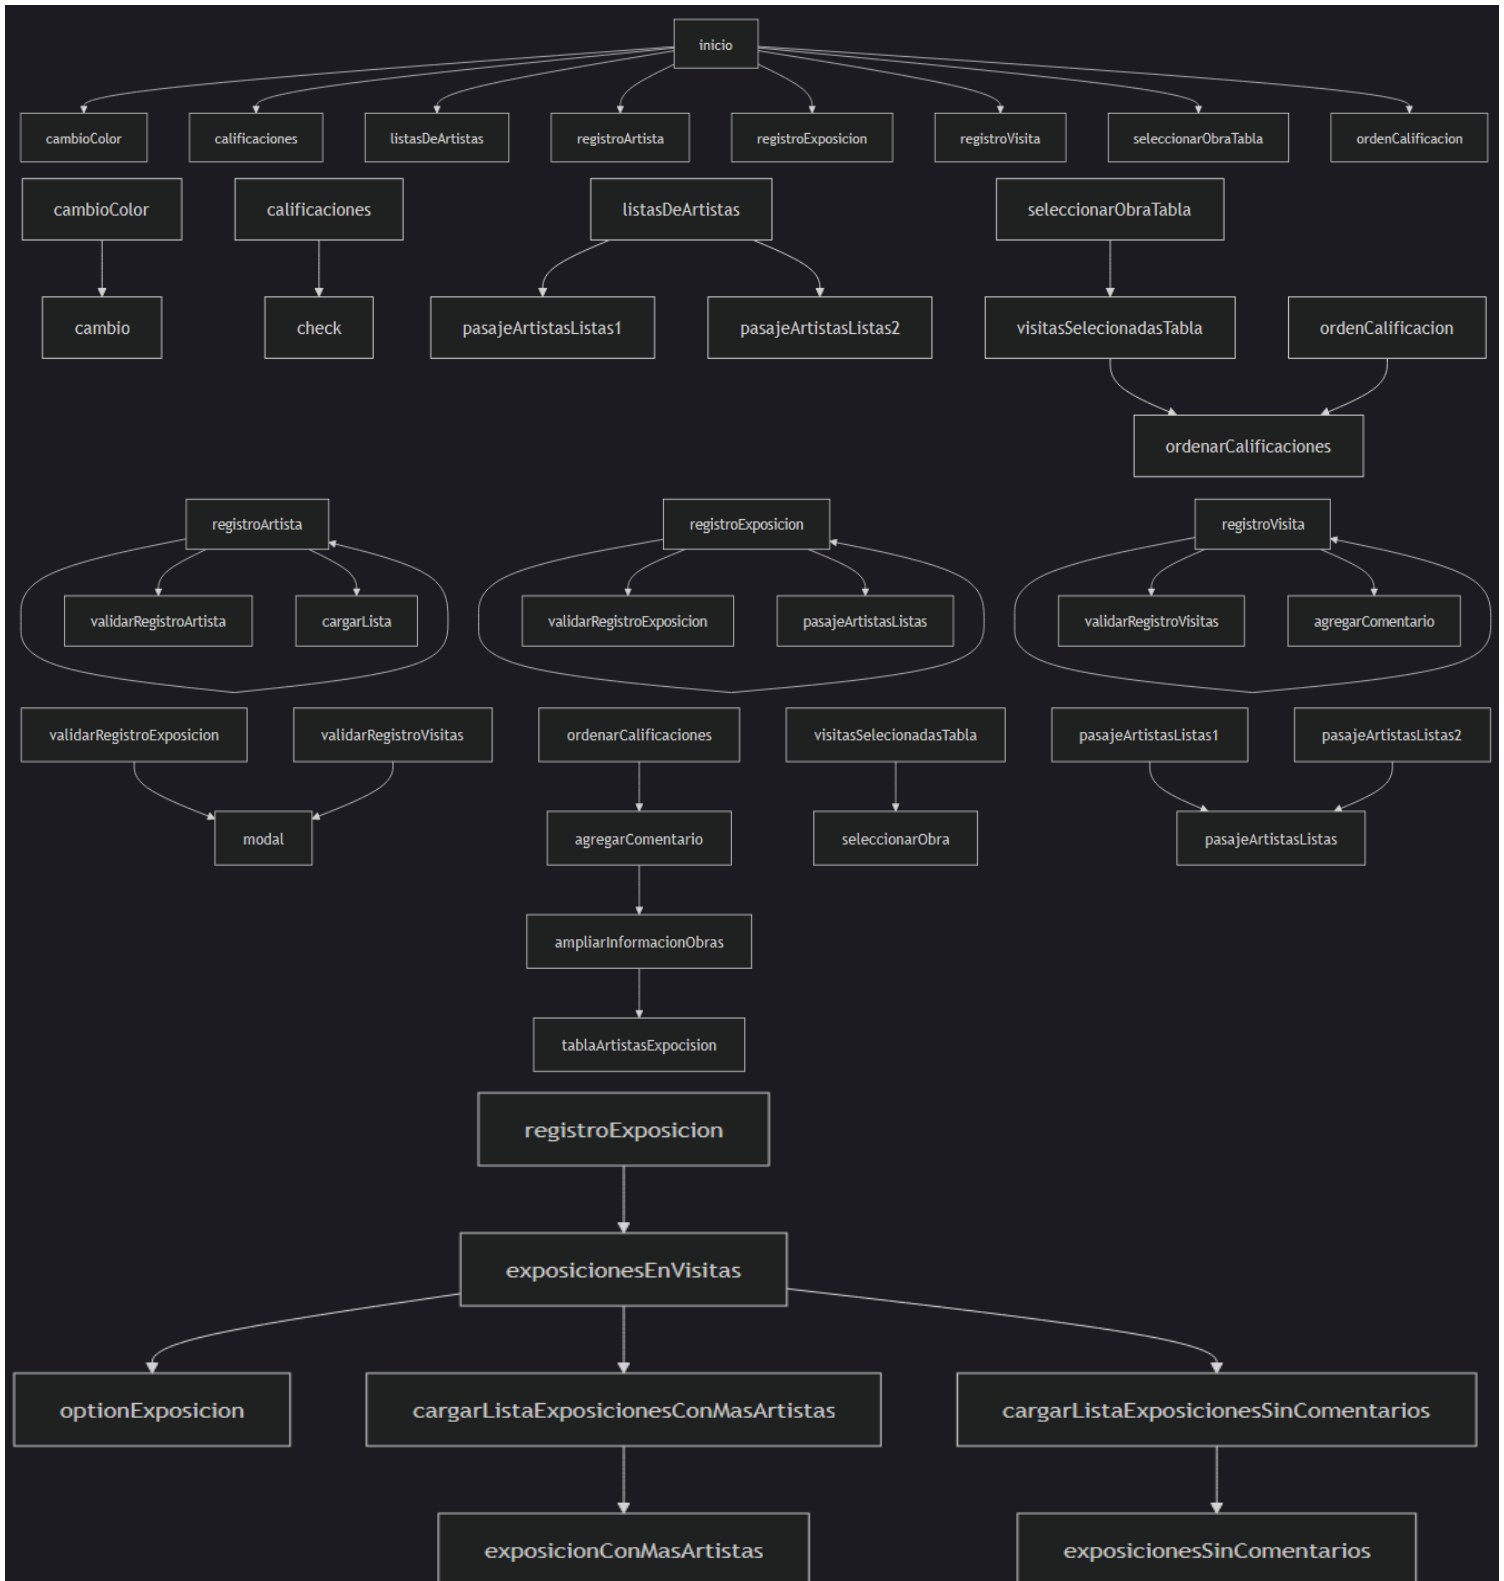 inicio
cambioColor
calificaciones
listasDeArtistas
registroArtista
registroExposicion
registroVisita
seleccionarObraTabla
ordenCalificacion
cambioColor
calificaciones
listasDeArtistas
seleccionarObraTabla
cambio
check
pasajeArtistasListas1
pasajeArtistasListas2
visitasSelecionadasTabla
ordenCalificacion
ordenarCalificaciones
registroArtista
registroExposicion
registroVisita
validarRegistroArtista
cargarLista
validarRegistroExposicion
pasajeArtistasListas
validarRegistroVisitas
agregarComentario
validarRegistroExposicion
validarRegistroVisitas
ordenarCalificaciones
visitasSelecionadasTabla
pasajeArtistasListas1
pasajeArtistasListas2
modal
agregarComentario
seleccionarObra
pasajeArtistasListas
ampliarInformacionObras
tablaArtistasExpocision
registroExposicion
exposicionesEnVisitas
optionExposicion
cargarListaExposicionesConMasArtistas
cargarListaExposicionesSinComentarios
exposicionConMasArtistas
exposicionesSinComentarios